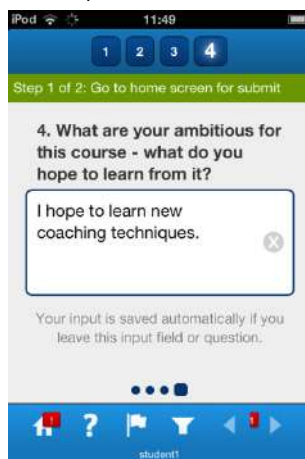 iPod 11:49
1 2 3 4
Step 1 of 2: Go to home screen for submit
4. What are your ambitious for
this course - what do you
hope to learn from it?
I hope to learn new
coaching techniques.
Your input is saved automatically if you
leave this input field or question.
?
student1